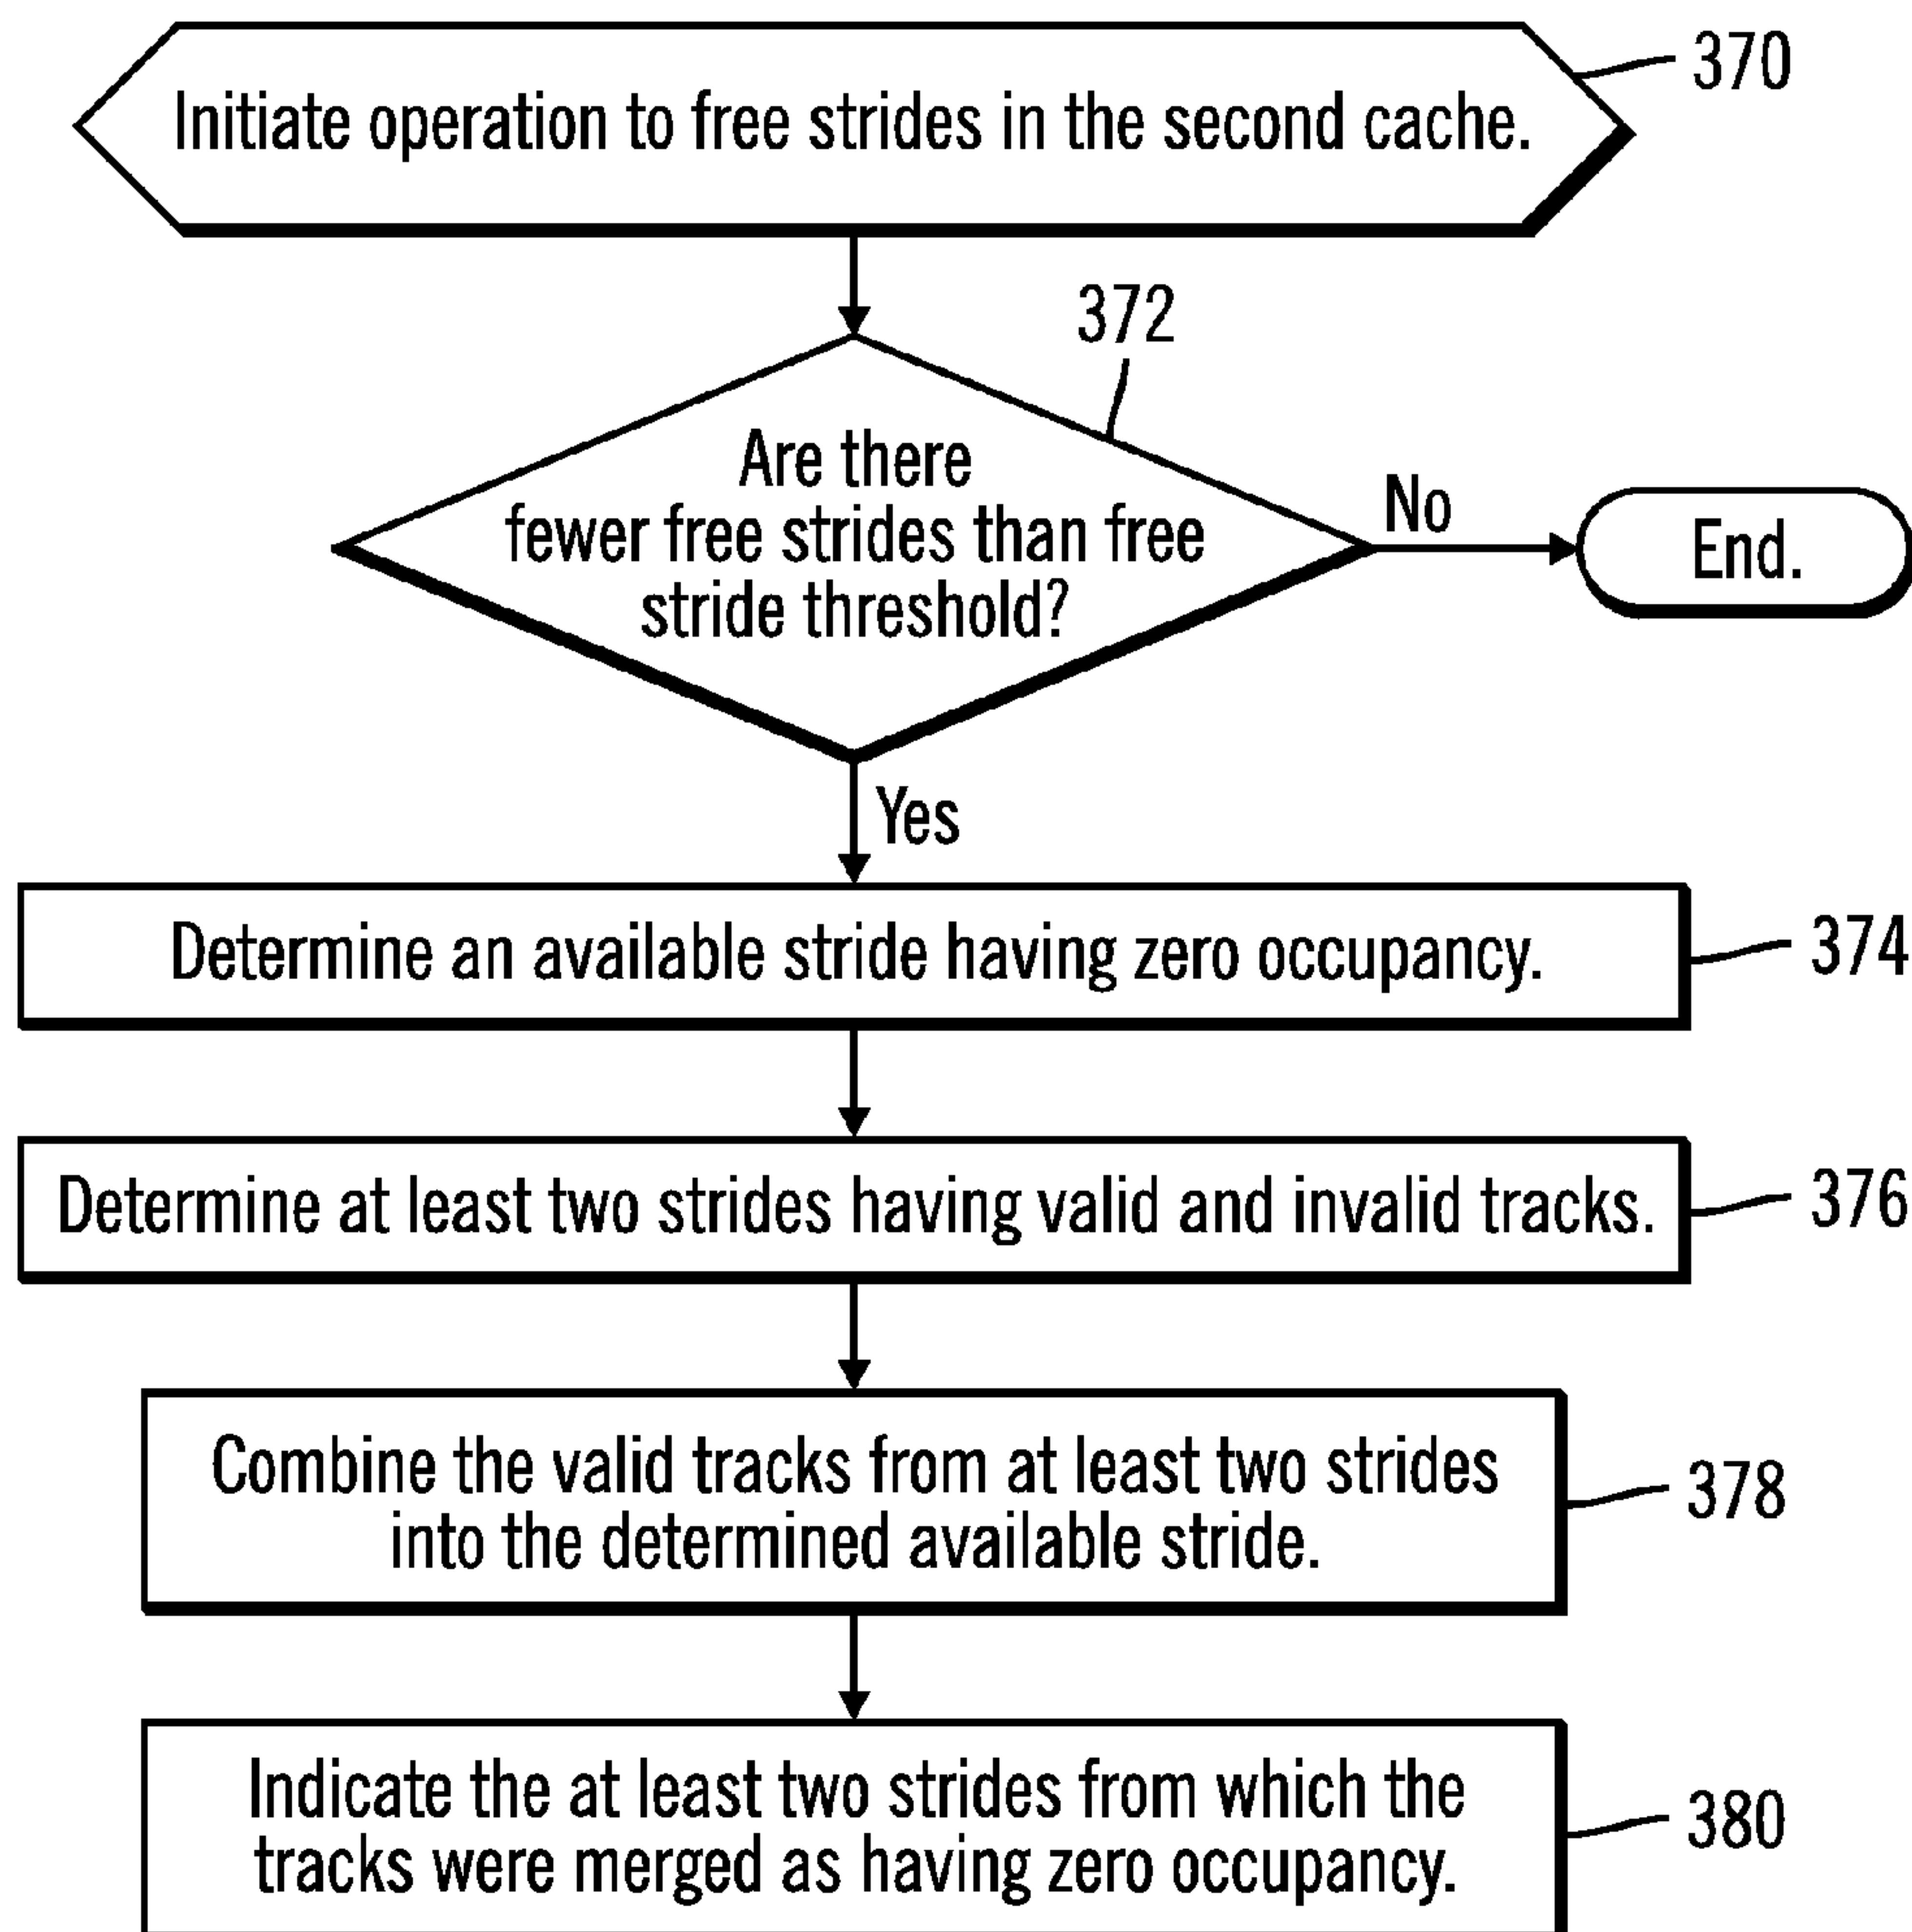 Initiate operation to free strides in the second cache.
370
372
Are there
fewer free strides than free
stride threshold?
No
End.
Yes
Determine an available stride having zero occupancy.
374
Determine at least two strides having valid and invalid tracks.
376
Combine the valid tracks from at least two strides
into the determined available stride.
378
Indicate the at least two strides from which the
tracks were merged as having zero occupancy.
380